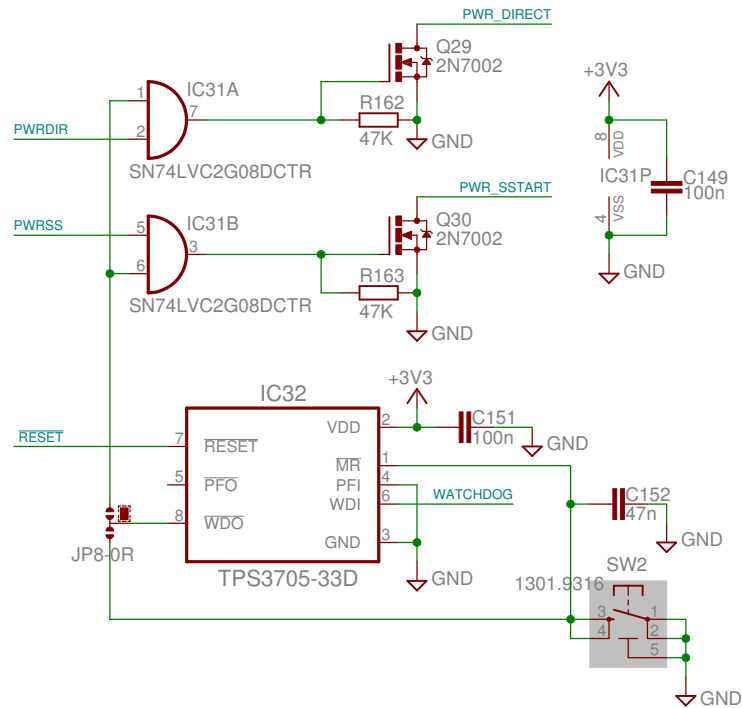 PWR_DIRECT
Q29
2N7002
IC31A
1
7
2
PWRDIR
R162
47K
GND
SN74LVC2G08DCTR
+3V3
8
VDD
IC31P
C149
100n
4
VSS
GND
PWR_SSTART
Q30
2N7002
PWRSS
IC31B
5
3
6
R163
47K
SN74LVC2G08DCTR
GND
IC32
+3V3
VDD
2
C151
100n
GND
RESET
7
RESET
MR
1
5
PFO
PFI
4
WDI
6
WATCHDOG
8
WDO
C152
47n
GND
GND
3
JP8-0R
TPS3705-33D
GND
SW2
1301.9316
3
1
4
2
5
GND